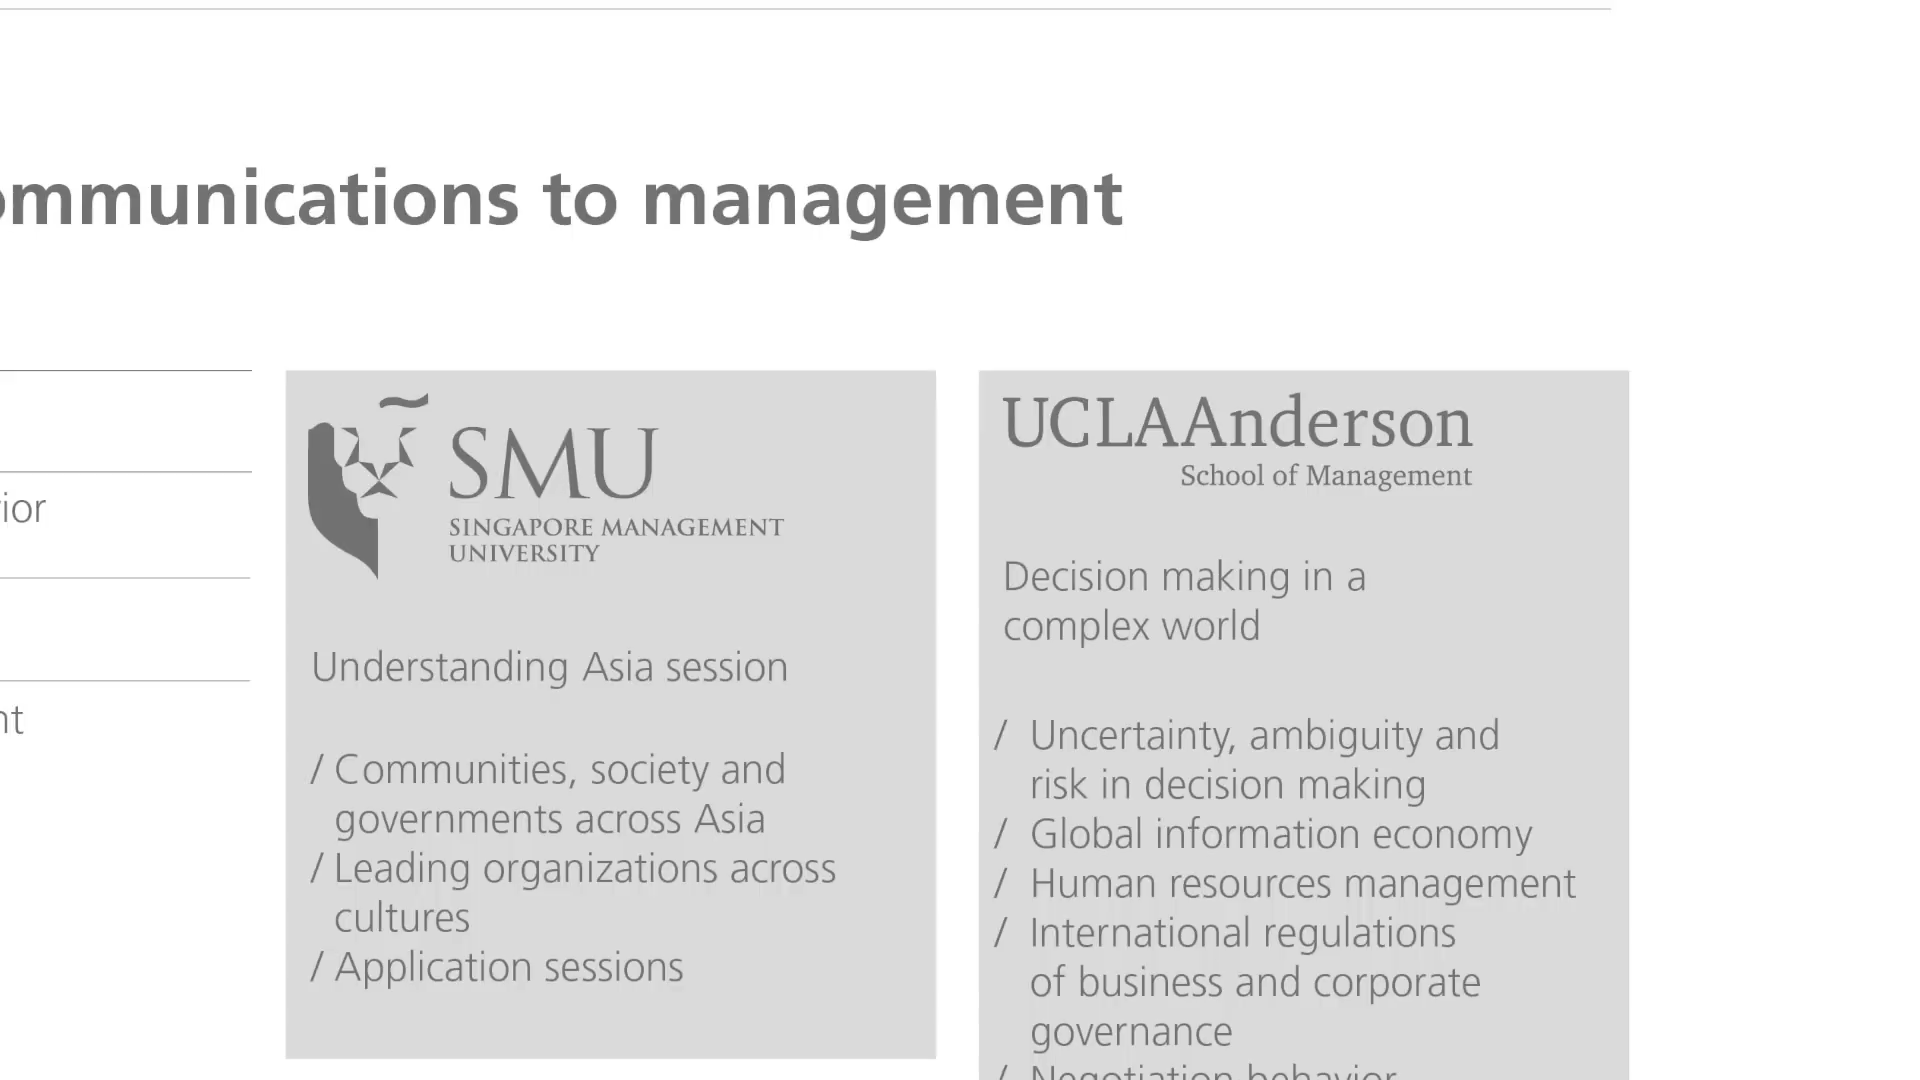 ommunications to management
ior
nt
SMU
SINGAPORE MANAGEMENT
UNIVERSITY
Understanding Asia session
/ Communities, society and
governments across Asia
/ Leading organizations across
cultures
/ Application sessions
UCLAAnderson
School of Management
Decision making in a
complex world
/ Uncertainty, ambiguity and
risk in decision making
/ Global information economy
/ Human resources management
/ International regulations
of business and corporate
governance
/ Negotiation behavior